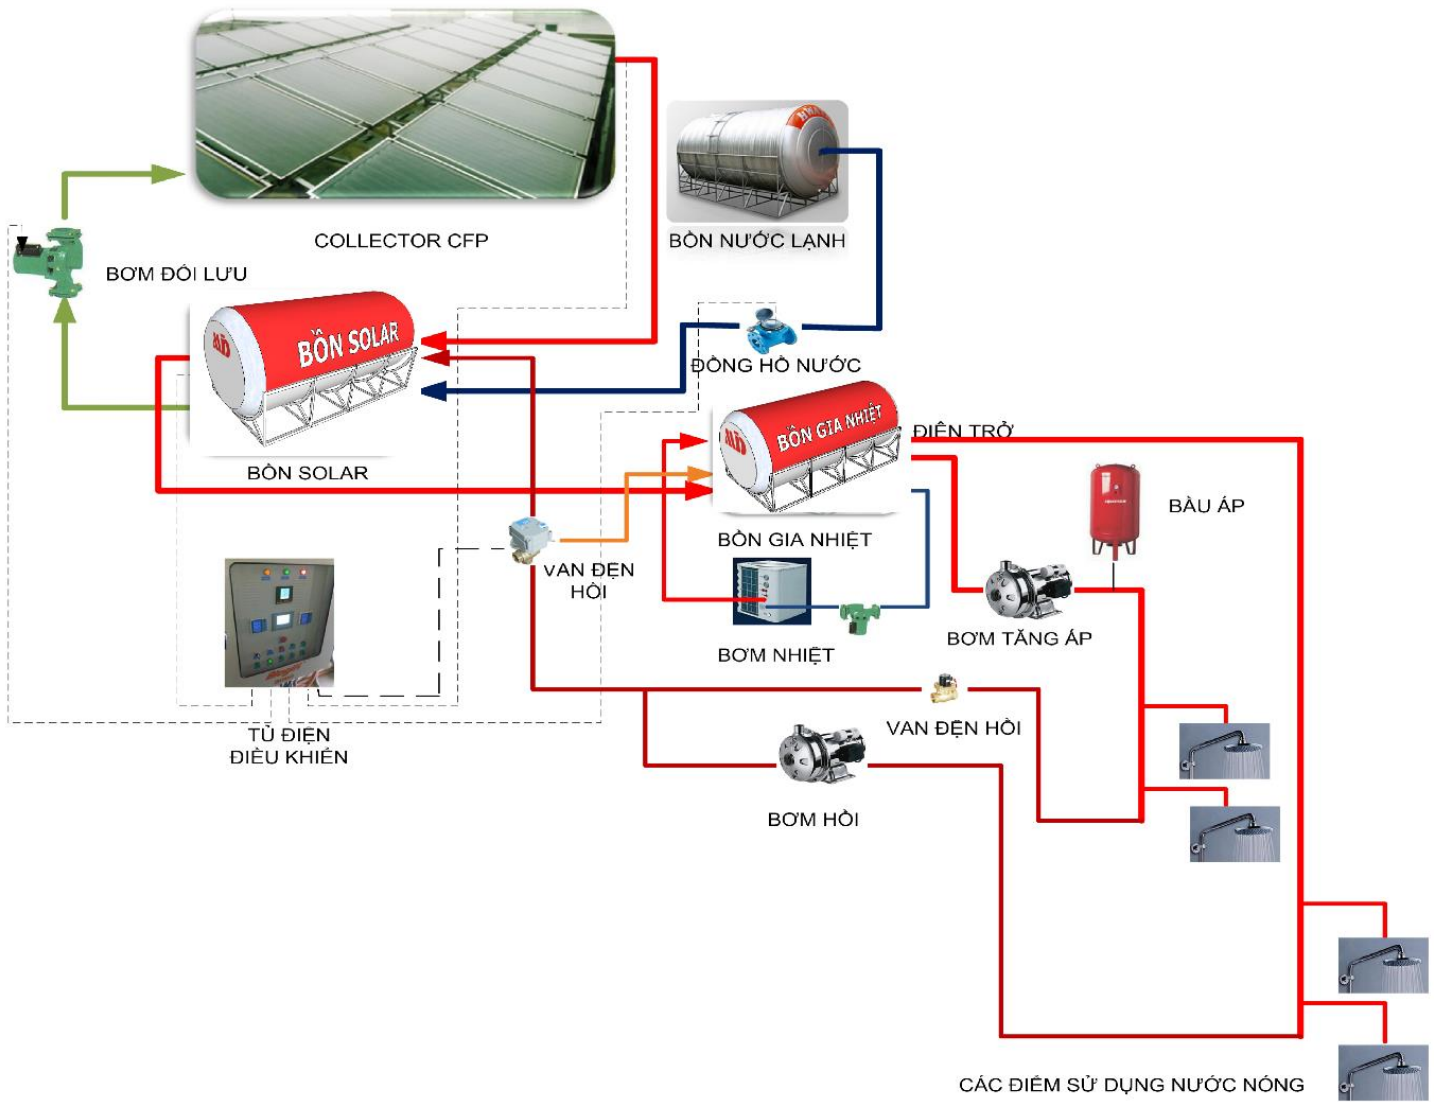 COLLECTOR CFP
BỒN NƯỚC LẠNH
BƠM ĐỐI LƯU
BỒN SOLAR
ĐỒNG HỒ NƯỚC
BỒN GIA NHIỆT
ĐIỆN TRỞ
BỒN SOLAR
BẦU ÁP
BỒN GIA NHIỆT
VAN ĐIỆN
HỒI
BƠM TĂNG ÁP
BƠM NHIỆT
VAN ĐIỆN HỒI
TỦ ĐIỆN
ĐIỀU KHIỂN
BƠM HỒI
CÁC ĐIỂM SỬ DỤNG NƯỚC NÓNG